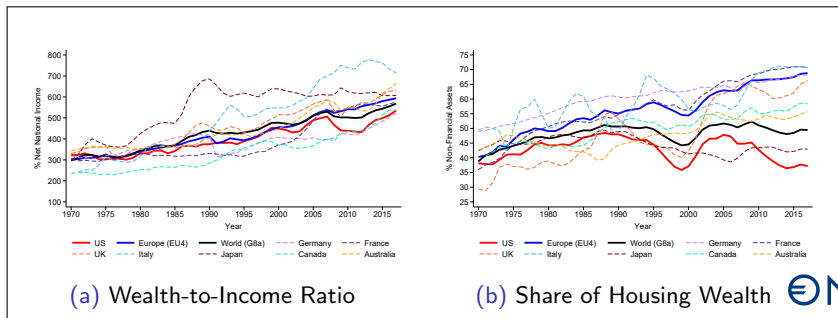 % Net National Income
800
700
600
500
400
300
200
100
1970 1975 1980 1985 1990 1995 2000 2005 2010 2015
Year
US Europe (EU4) World (G8a) Germany France
UK Italy Japan Canada Australia
(a) Wealth-to-Income Ratio
% Non-Financial Assets
75
70
65
60
55
50
45
40
35
30
25
1970 1975 1980 1985 1990 1995 2000 2005 2010 2015
Year
US Europe (EU4) World (G8a) Germany France
UK Italy Japan Canada Australia
(b) Share of Housing Wealth